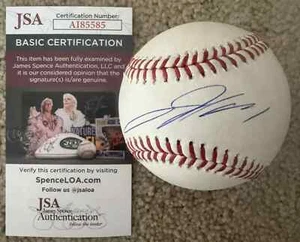 JSA
Certification Number
AI85585
BASIC CERTIFICATION
This item has been fully examined by
James Spence Authentication, LLC and
it is our considered opinion that the
signature(s) is/are genuine.
Verify this certification by visiting
SpenceLOA.com
Follow us @jsaloa
JSA
James Spence
Authentication